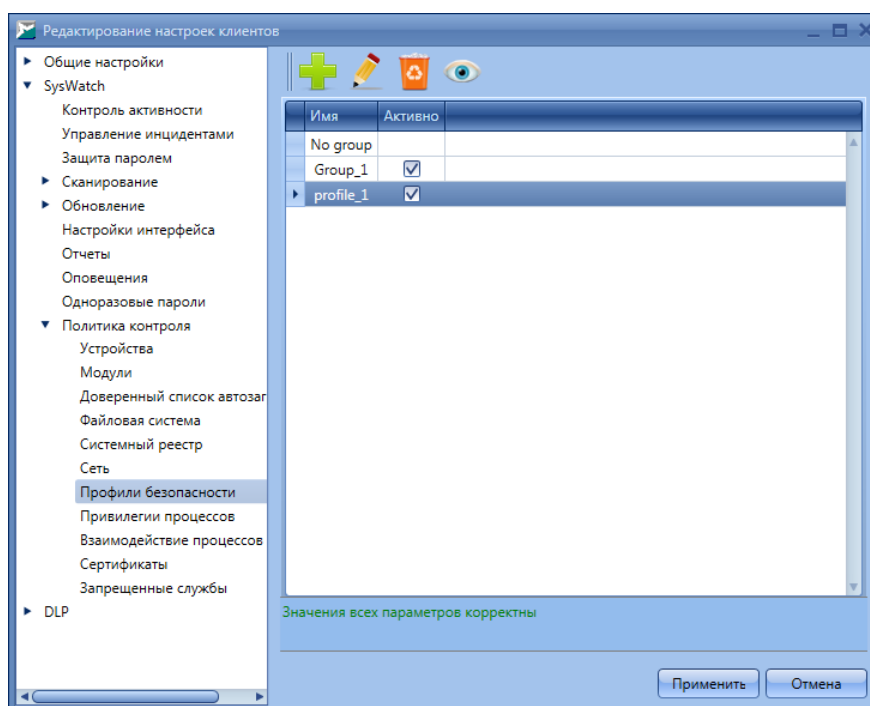 Редактирование настроек клиентов
Общие настройки
SysWatch
Контроль активности
Управление инцидентами
Защита паролем
Сканирование
Обновление
Настройки интерфейса
Отчеты
Оповещения
Одноразовые пароли
Политика контроля
Устройства
Модули
Доверенный список автозаг
Файловая система
Системный реестр
Сеть
Профили безопасности
Привилегии процессов
Взаимодействие процессов
Сертификаты
Запрещенные службы
DLP
Имя Активно
No group
Group_1
profile_1
Значения всех параметров корректны
Применить Отмена